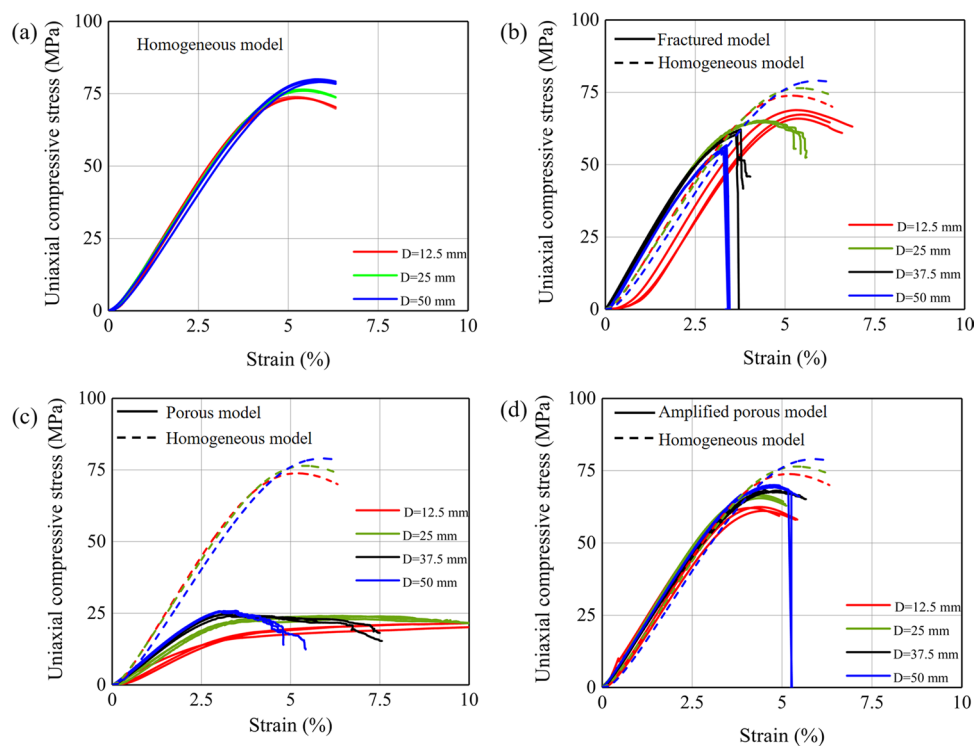 (a)
Uniaxial compressive stress (MPa)
100
75
50
25
0
Homogeneous model
D=12.5 mm
D=25 mm
D=50 mm
0
2.5
5
7.5
10
Strain (%)
(b)
Uniaxial compressive stress (MPa)
100
75
50
25
0
Fractured model
Homogeneous model
D=12.5 mm
D=25 mm
D=37.5 mm
D=50 mm
0
2.5
5
7.5
10
Strain (%)
(c)
Uniaxial compressive stress (MPa)
100
75
50
25
0
Porous model
Homogeneous model
D=12.5 mm
D=25 mm
D=37.5 mm
D=50 mm
0
2.5
5
7.5
10
Strain (%)
(d)
Uniaxial compressive stress (MPa)
100
75
50
25
0
Amplified porous model
Homogeneous model
D=12.5 mm
D=25 mm
D=37.5 mm
D=50 mm
0
2.5
5
7.5
10
Strain (%)